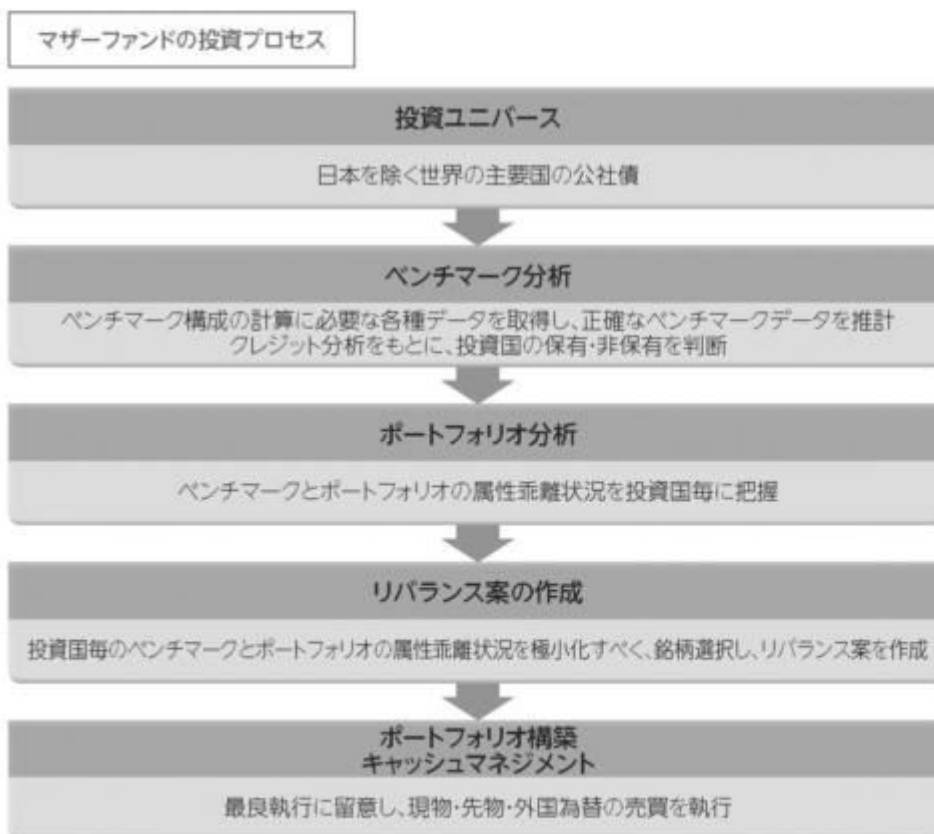 マザーファンドの投資プロセス
投資ユニバース
日本を除く世界の主要国の公社債
ベンチマーク分析
ベンチマーク構成の計算に必要な各種データを取得し、正確なベンチマークデータを推計
クレジット分析をもとに、投資国の保有・非保有を判断
ポートフォリオ分析
ベンチマークとポートフォリオの属性乖離状況を投資国毎に把握
リバランス案の作成
投資国毎のベンチマークとポートフォリオの属性乖離状況を極小化すべく、銘柄選択し、リバランス案を作成
ポートフォリオ構築
キャッシュマネジメント
最良執行に留意し、現物・先物・外国為替の売買を執行